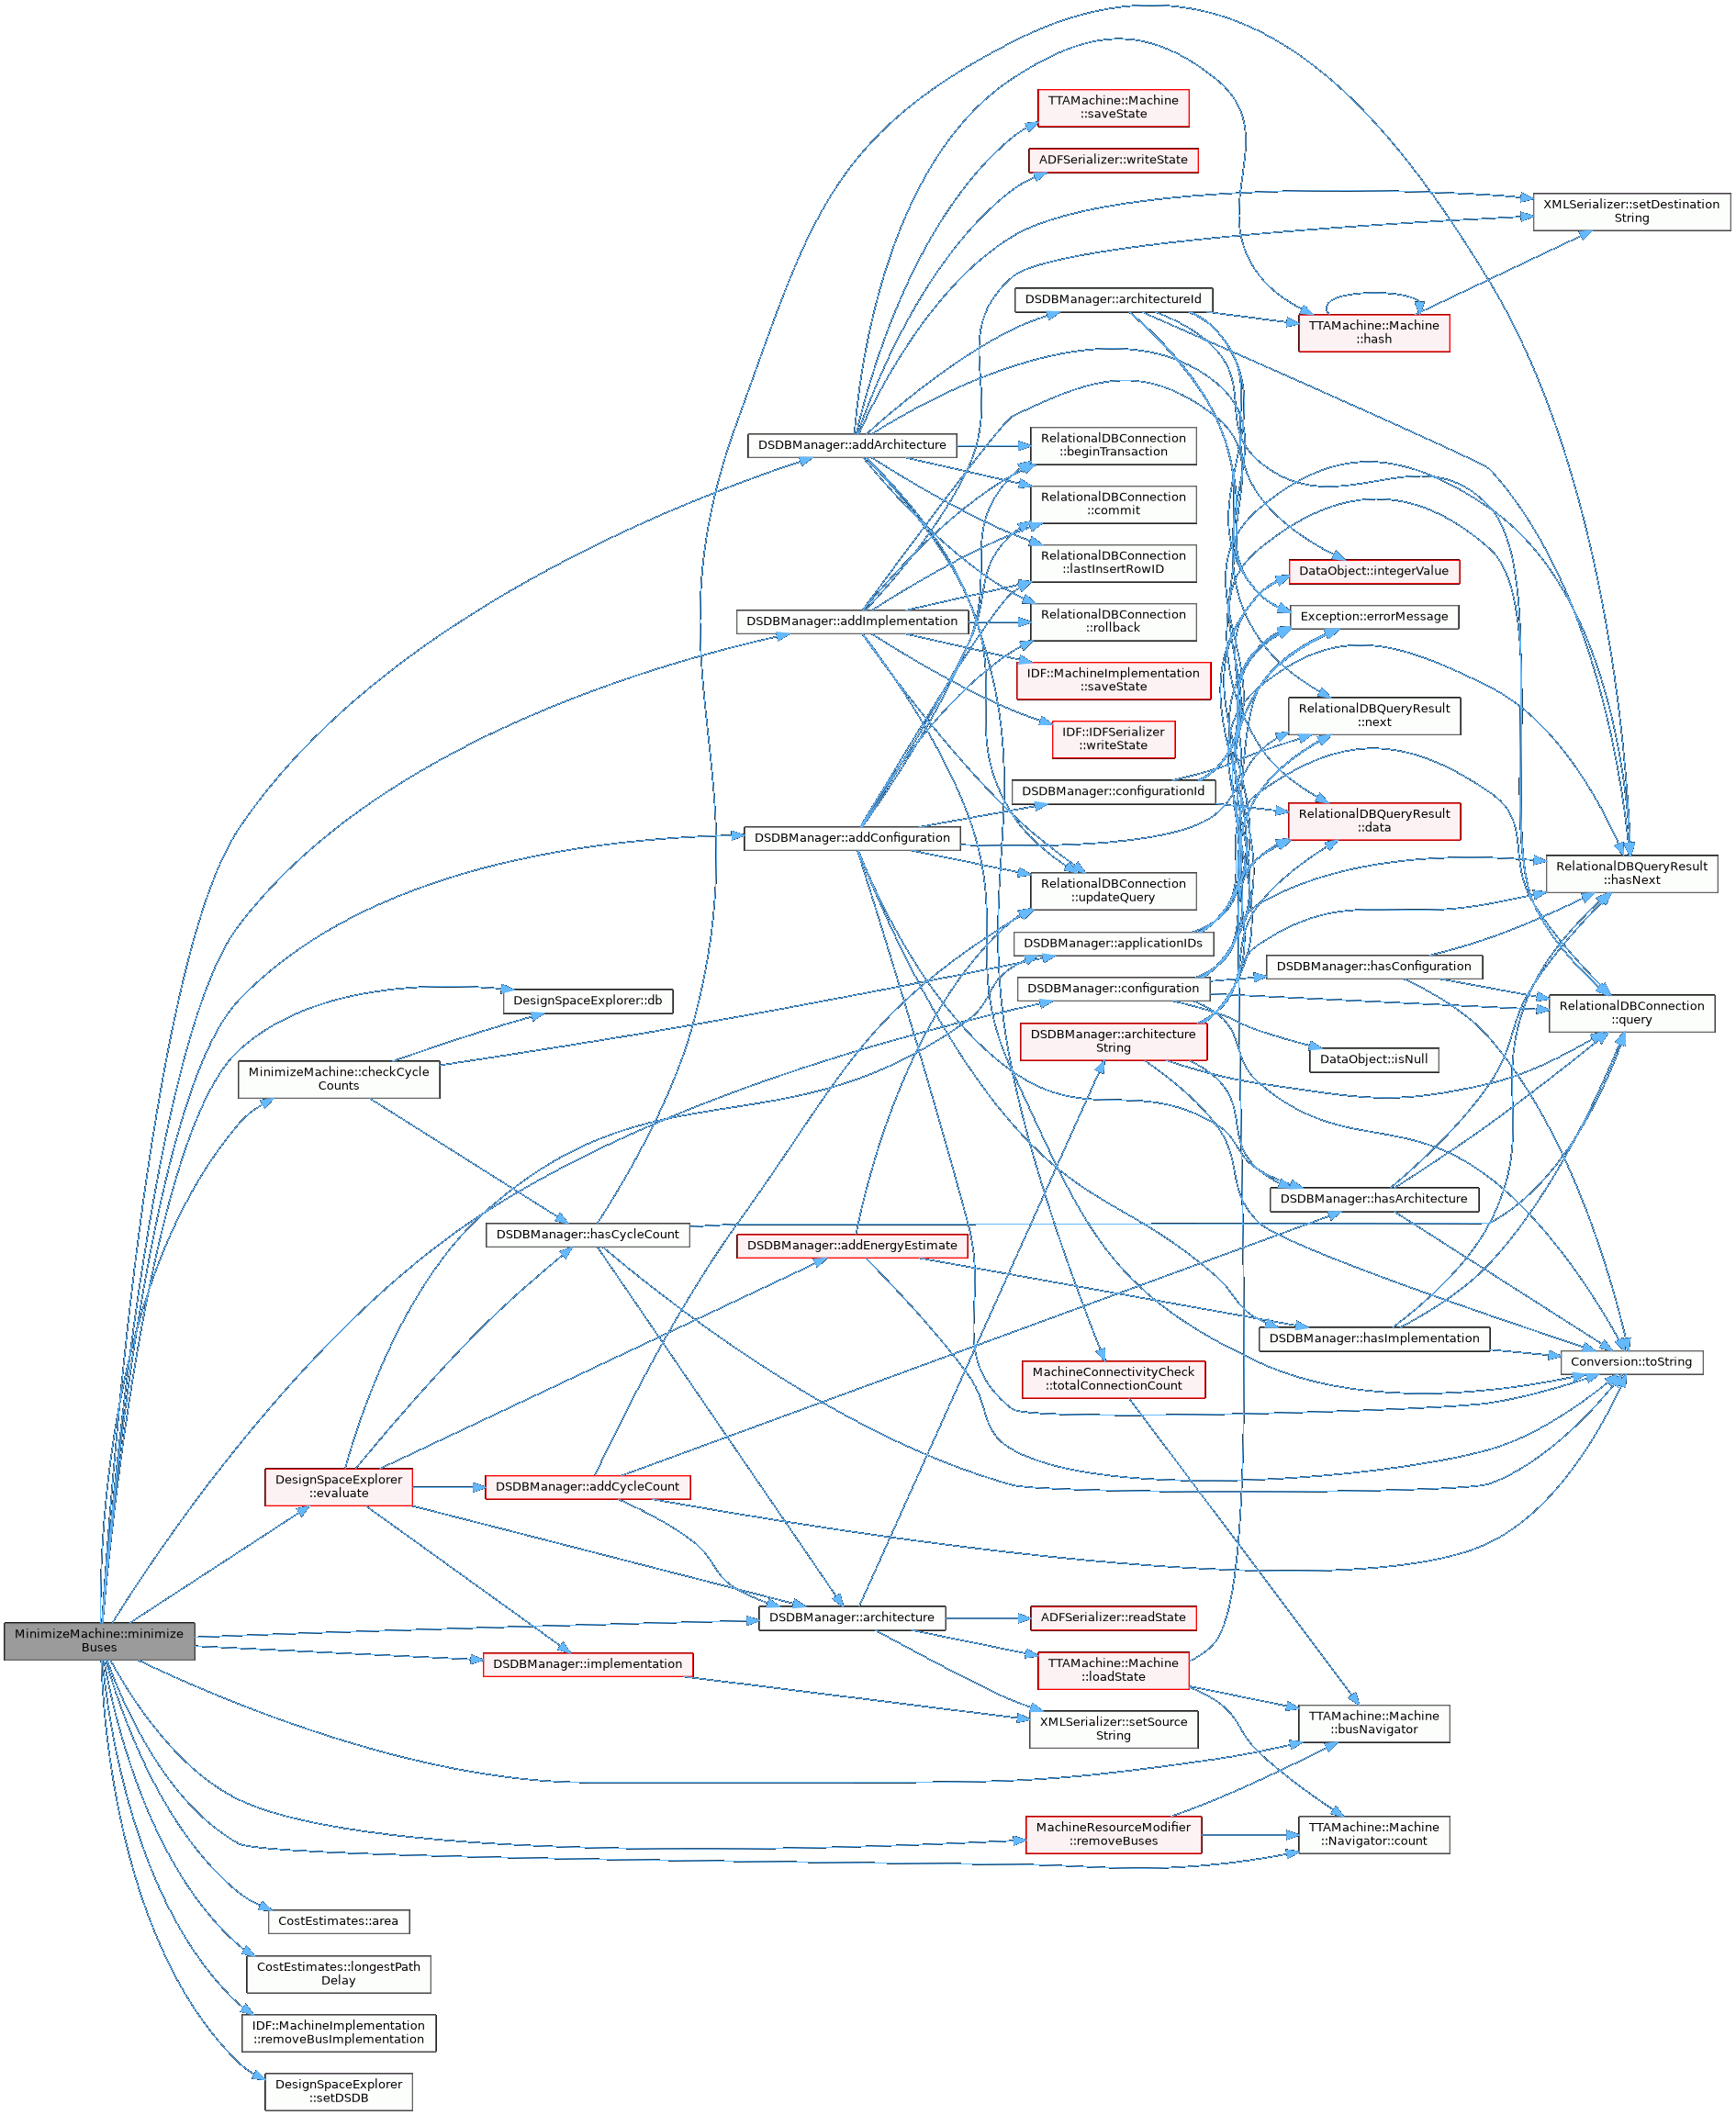 TTAMachine::Machine
::saveState
ADFSerializer::writeState
XMLSerializer::setDestination
String
DSDBManager::architectureId
TTAMachine::Machine
::hash
DSDBManager::addArchitecture
RelationalDBConnection
::beginTransaction
RelationalDBConnection
::commit
RelationalDBConnection
::lastInsertRowID
DataObject::integerValue
DSDBManager::addImplementation
RelationalDBConnection
::rollback
Exception::errorMessage
IDF::MachineImplementation
::saveState
RelationalDBQueryResult
::next
IDF::IDFSerializer
::writeState
DSDBManager::configurationId
RelationalDBQueryResult
::data
DSDBManager::addConfiguration
RelationalDBConnection
::updateQuery
RelationalDBQueryResult
::hasNext
DSDBManager::applicationIDs
DSDBManager::hasConfiguration
DSDBManager::configuration
DesignSpaceExplorer::db
RelationalDBConnection
::query
DSDBManager::architecture
String
DataObject::isNull
MinimizeMachine::checkCycle
Counts
DSDBManager::hasArchitecture
DSDBManager::hasCycleCount
DSDBManager::addEnergyEstimate
DSDBManager::hasImplementation
Conversion::toString
MachineConnectivityCheck
::totalConnectionCount
DesignSpaceExplorer
::evaluate
DSDBManager::addCycleCount
DSDBManager::architecture
ADFSerializer::readState
MinimizeMachine::minimize
Buses
DSDBManager::implementation
TTAMachine::Machine
::loadState
XMLSerializer::setSource
String
TTAMachine::Machine
::busNavigator
MachineResourceModifier
::removeBuses
TTAMachine::Machine
::Navigator::count
CostEstimates::area
CostEstimates::longestPath
Delay
IDF::MachineImplementation
::removeBusImplementation
DesignSpaceExplorer
::setDSDB